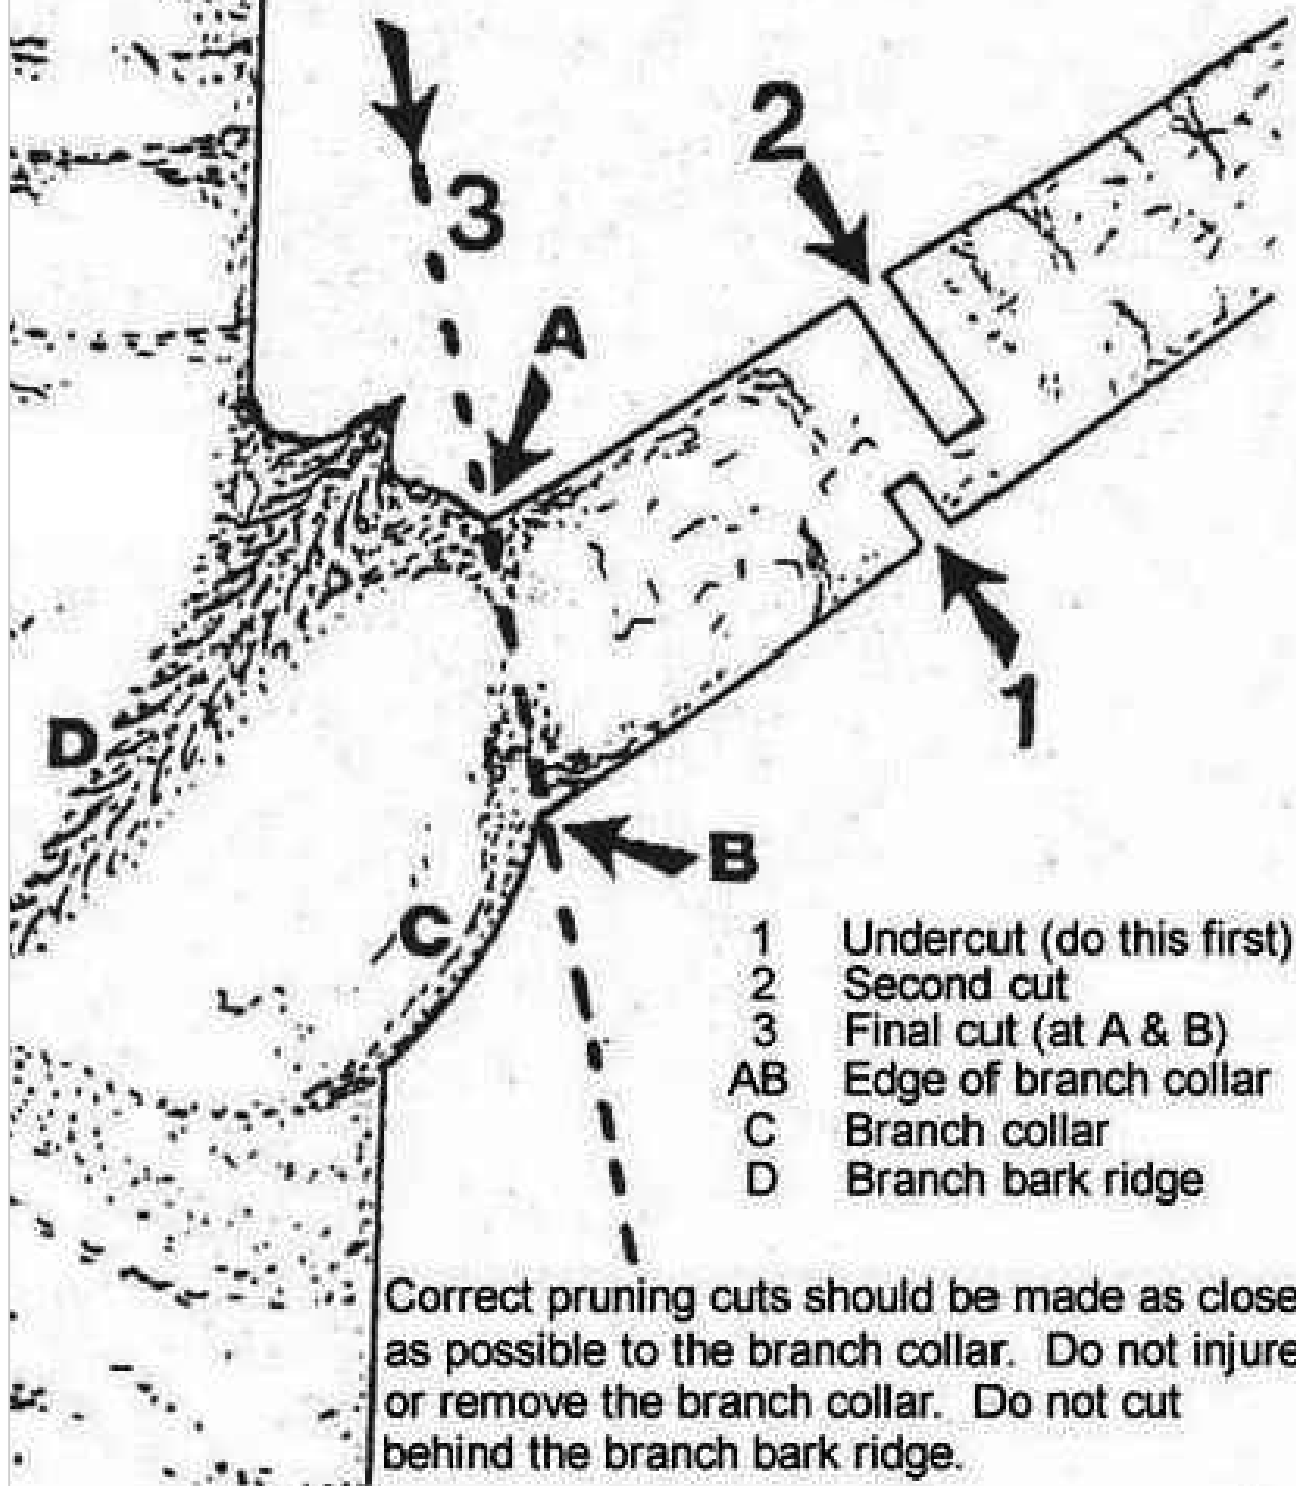 3
2
A
1
D
B
C
1 Undercut (do this first)
2 Second cut
3 Final cut (at A & B)
AB Edge of branch collar
C Branch collar
D Branch bark ridge
Correct pruning cuts should be made as close
as possible to the branch collar. Do not injure
or remove the branch collar. Do not cut
behind the branch bark ridge.